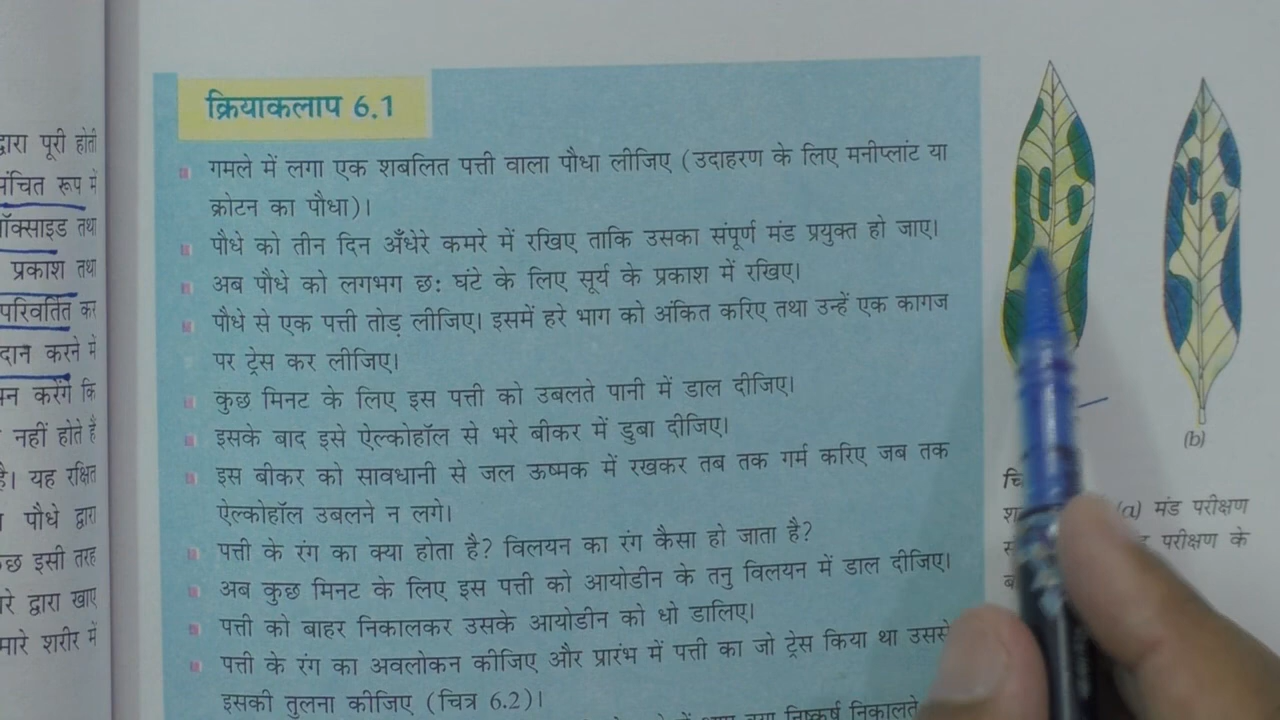 द्वारा पूरी होती
संचित रूप में
ऑक्साइड तथा
प्रकाश तथा
परिवर्तित कर
दान करने में
करेंगे कि
नहीं होते हैं
है। यह रक्षित
पौधे द्वारा
कुछ इसी तरह
द्वारा खाए
हमारे शरीर में
क्रियाकलाप 6.1
गमले में लगा एक शबलित पत्ती वाला पौधा लीजिए (उदाहरण के लिए मनीप्लांट या
क्रोटन का पौधा)।
पौधे को तीन दिन अँधेरे कमरे में रखिए ताकि उसका संपूर्ण मंड प्रयुक्त हो जाए।
अब पौधे को लगभग छः घंटे के लिए सूर्य के प्रकाश में रखिए।
पौधे से एक पत्ती तोड़ लीजिए। इसमें हरे भाग को अंकित करिए तथा उन्हें एक कागज
पर ट्रेस कर लीजिए।
कुछ मिनट के लिए इस पत्ती को उबलते पानी में डाल दीजिए।
इसके बाद इसे ऐल्कोहॉल से भरे बीकर में डुबा दीजिए।
इस बीकर को सावधानी से जल ऊष्मक में रखकर तब तक गर्म करिए जब तक
ऐल्कोहॉल उबलने न लगे।
पत्ती के रंग का क्या होता है? विलयन का रंग कैसा हो जाता है?
अब कुछ मिनट के लिए इस पत्ती को आयोडीन के तनु विलयन में डाल दीजिए।
पत्ती को बाहर निकालकर उसके आयोडीन को धो डालिए।
पत्ती के रंग का अवलोकन कीजिए और प्रारंभ में पत्ती का जो ट्रेस किया था उससे
इसकी तुलना कीजिए (चित्र 6.2)।
निष्कर्ष निकालते
(b)
(a) मंड परीक्षण
परीक्षण के